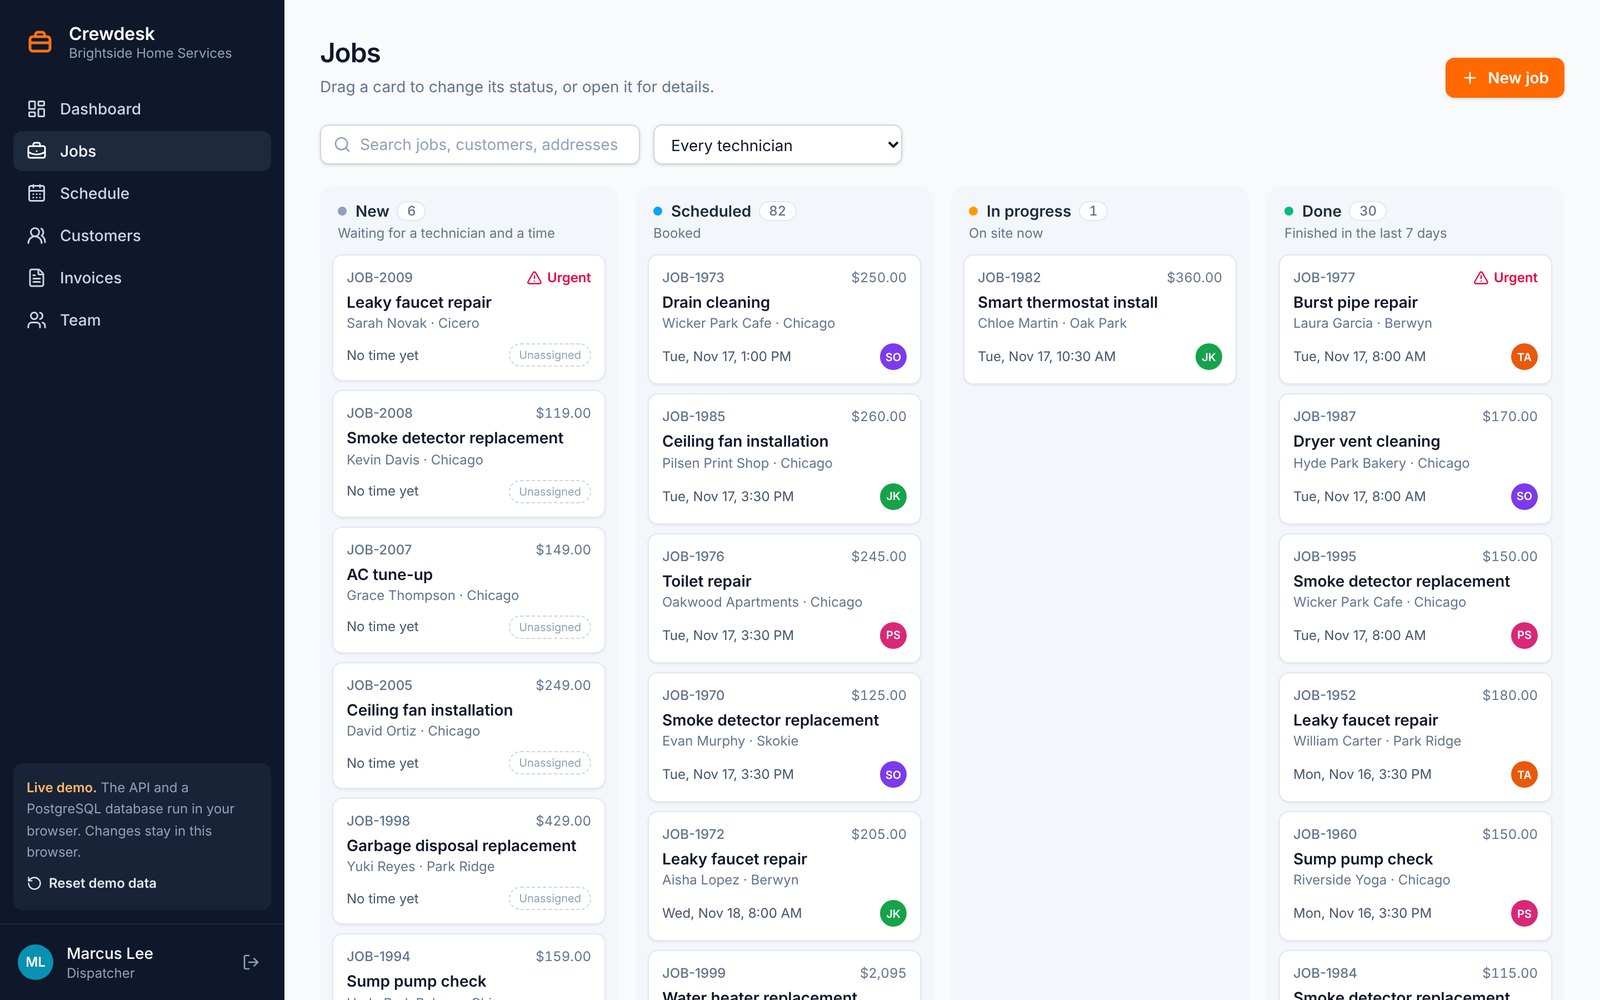 Crewdesk
Brightside Home Services
Dashboard
Jobs
Schedule
Customers
Invoices
Team
Live demo. The API and a
PostgreSQL database run in your
browser. Changes stay in this
browser.
Reset demo data
ML
Marcus Lee
Dispatcher
Jobs
Drag a card to change its status, or open it for details.
New job
Search jobs, customers, addresses
Every technician
New 6
Waiting for a technician and a time
JOB-2009 Urgent
Leaky faucet repair
Sarah Novak · Cicero
No time yet Unassigned
JOB-2008 $119.00
Smoke detector replacement
Kevin Davis · Chicago
No time yet Unassigned
JOB-2007 $149.00
AC tune-up
Grace Thompson · Chicago
No time yet Unassigned
JOB-2005 $249.00
Ceiling fan installation
David Ortiz · Chicago
No time yet Unassigned
JOB-1998 $429.00
Garbage disposal replacement
Yuki Reyes · Park Ridge
No time yet Unassigned
JOB-1994 $159.00
Sump pump check
Scheduled 82
Booked
JOB-1973 $250.00
Drain cleaning
Wicker Park Cafe · Chicago
Tue, Nov 17, 1:00 PM SO
JOB-1985 $260.00
Ceiling fan installation
Pilsen Print Shop · Chicago
Tue, Nov 17, 3:30 PM JK
JOB-1976 $245.00
Toilet repair
Oakwood Apartments · Chicago
Tue, Nov 17, 3:30 PM PS
JOB-1970 $125.00
Smoke detector replacement
Evan Murphy · Skokie
Tue, Nov 17, 3:30 PM SO
JOB-1972 $205.00
Leaky faucet repair
Aisha Lopez · Berwyn
Wed, Nov 18, 8:00 AM JK
JOB-1999 $2,095
Water heater replacement
In progress 1
On site now
JOB-1982 $360.00
Smart thermostat install
Chloe Martin · Oak Park
Tue, Nov 17, 10:30 AM JK
Done 30
Finished in the last 7 days
JOB-1977 Urgent
Burst pipe repair
Laura Garcia · Berwyn
Tue, Nov 17, 8:00 AM TA
JOB-1987 $170.00
Dryer vent cleaning
Hyde Park Bakery · Chicago
Tue, Nov 17, 8:00 AM SO
JOB-1995 $150.00
Smoke detector replacement
Wicker Park Cafe · Chicago
Tue, Nov 17, 8:00 AM PS
JOB-1952 $180.00
Leaky faucet repair
William Carter · Park Ridge
Mon, Nov 16, 3:30 PM TA
JOB-1960 $150.00
Sump pump check
Riverside Yoga · Chicago
Mon, Nov 16, 3:30 PM PS
JOB-1984 $115.00
Smoke detector replacement